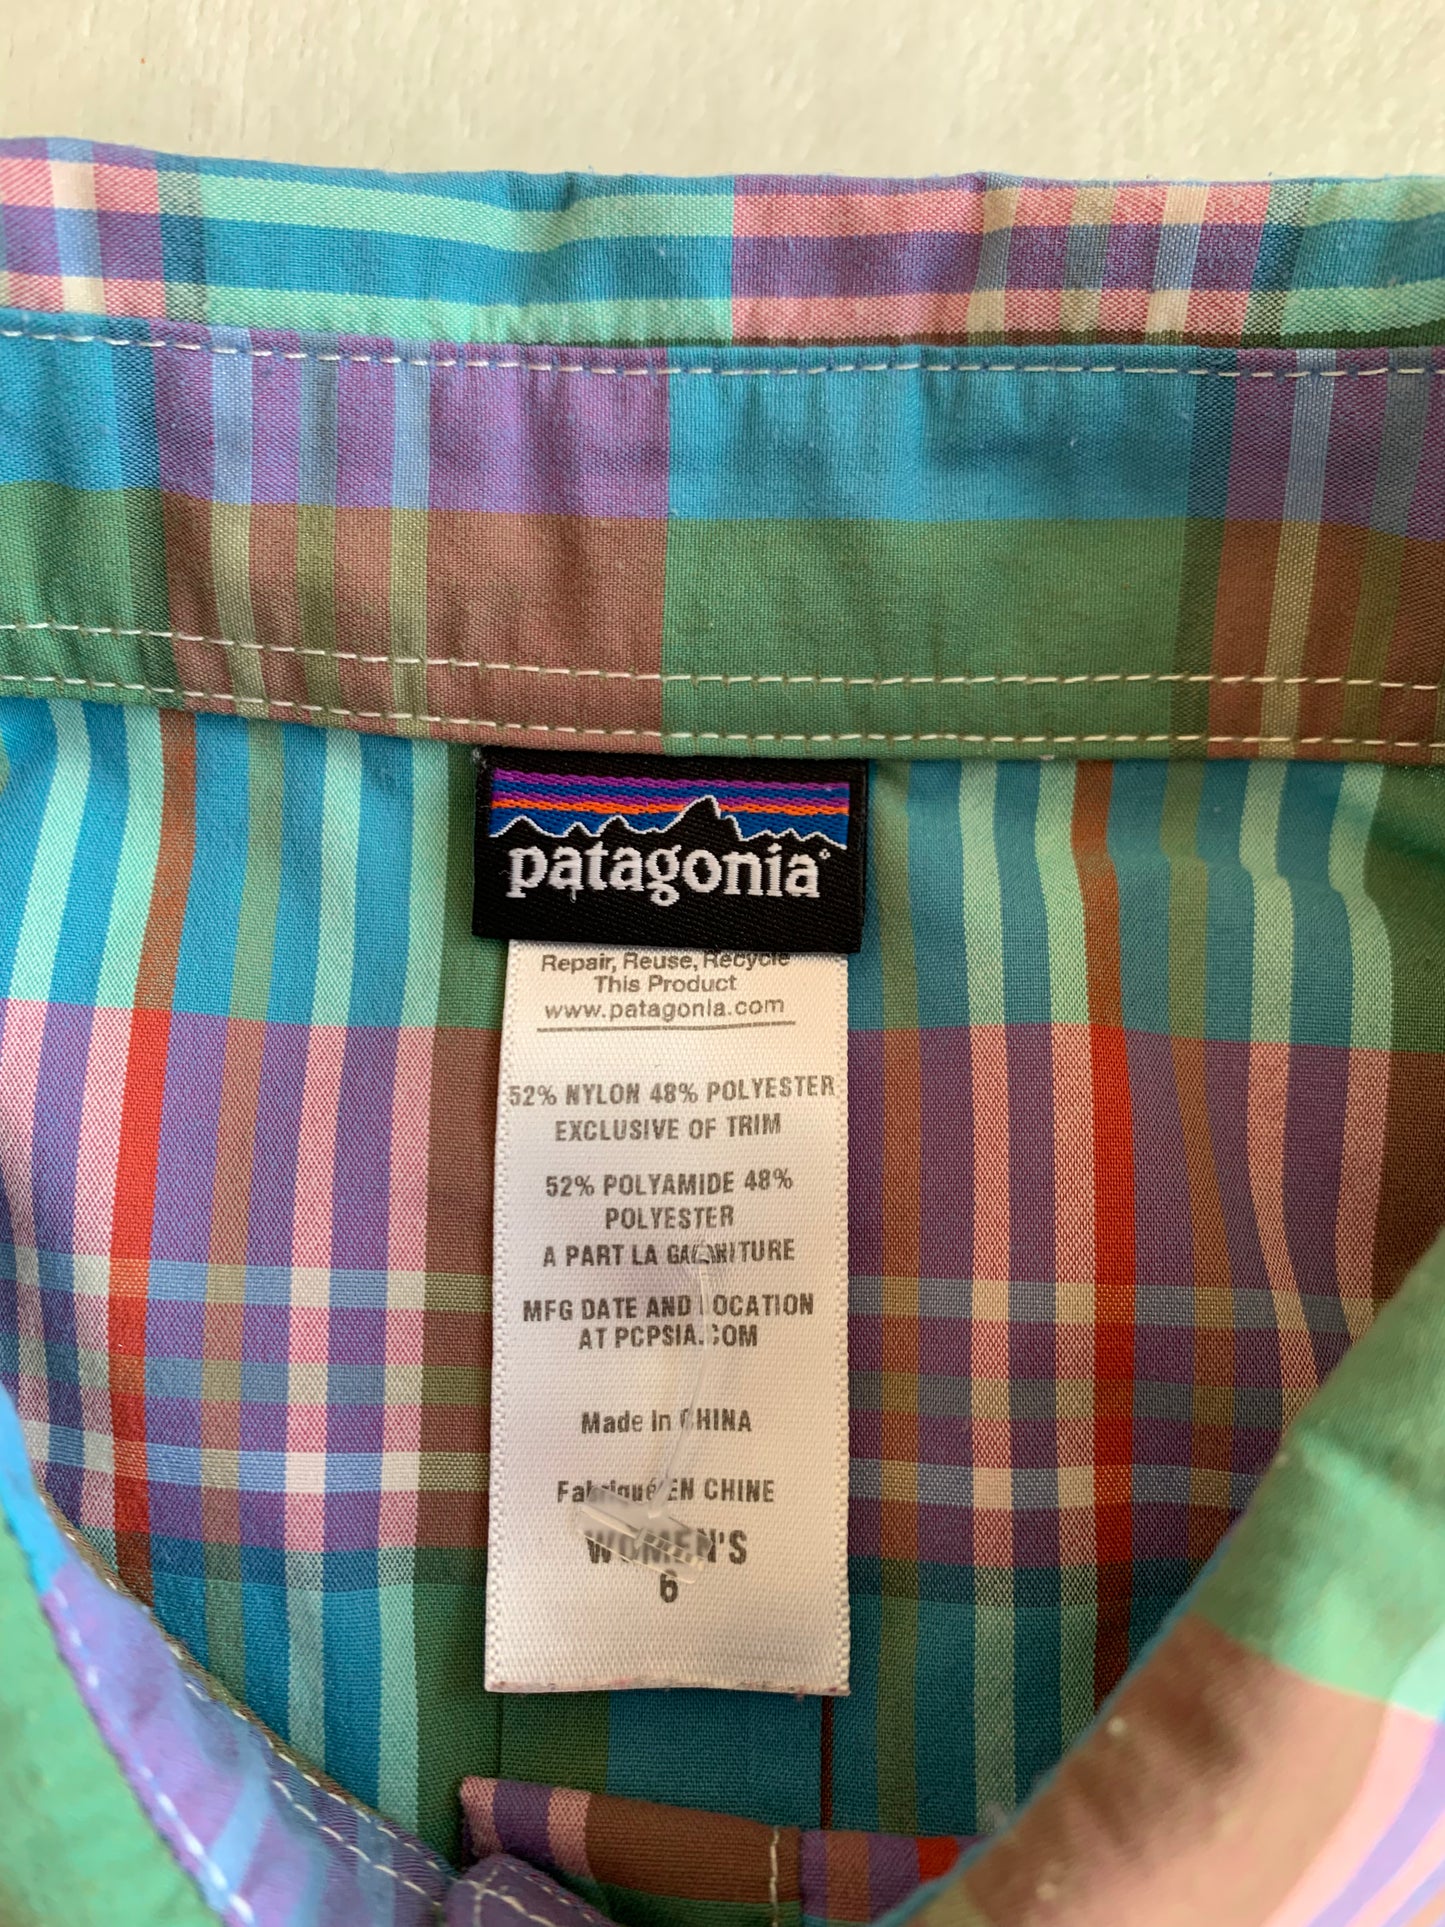 patagonia®
Repair, Reuse, Recycle
This Product
www.patagonia.com
52% NYLON 48% POLYESTER
EXCLUSIVE OF TRIM
52% POLYAMIDE 48%
POLYESTER
A PART LA GARNITURE
MFG DATE AND LOCATION
AT PCPSIA.COM
Made In CHINA
Fabriqué EN CHINE
WOMEN'S
6